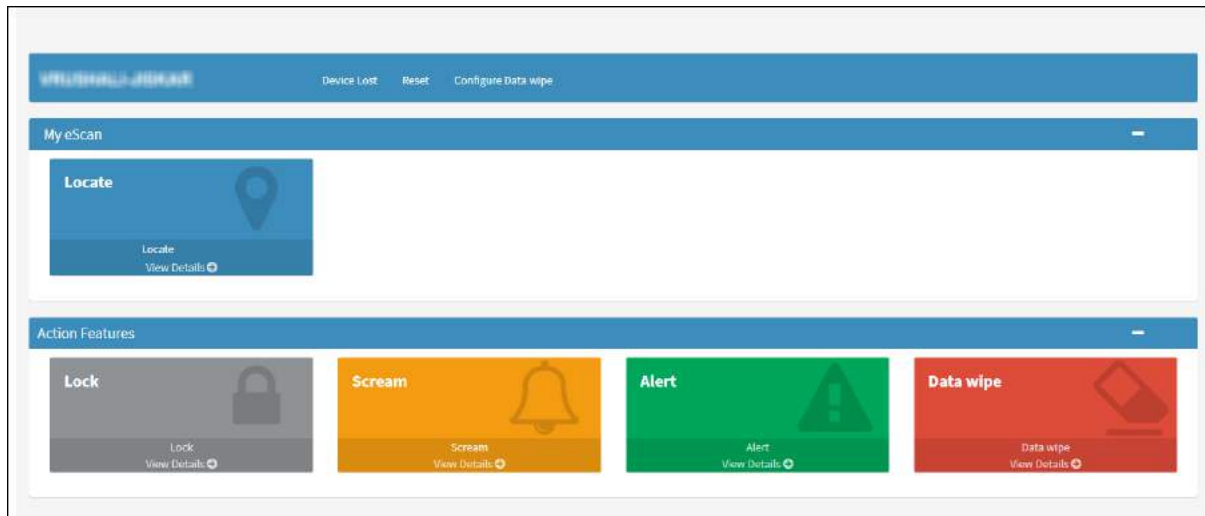 Device Lost Reset Configure Data wipe
My eScan
Locate
Locate
View Details
Action Features
Lock
Lock
View Details
Scream
Scream
View Details
Alert
Alert
View Details
Data wipe
Data wipe
View Details